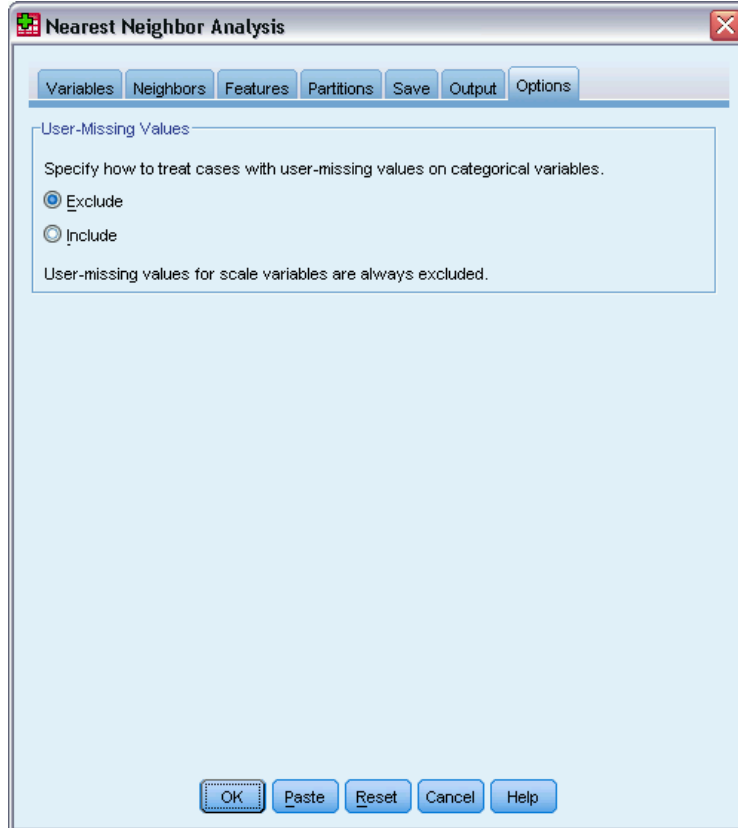 Nearest Neighbor Analysis
Variables Neighbors Features Partitions Save Output Options
User-Missing Values
Specify how to treat cases with user-missing values on categorical variables.
Exclude
Include
User-missing values for scale variables are always excluded.
OK Paste Reset Cancel Help